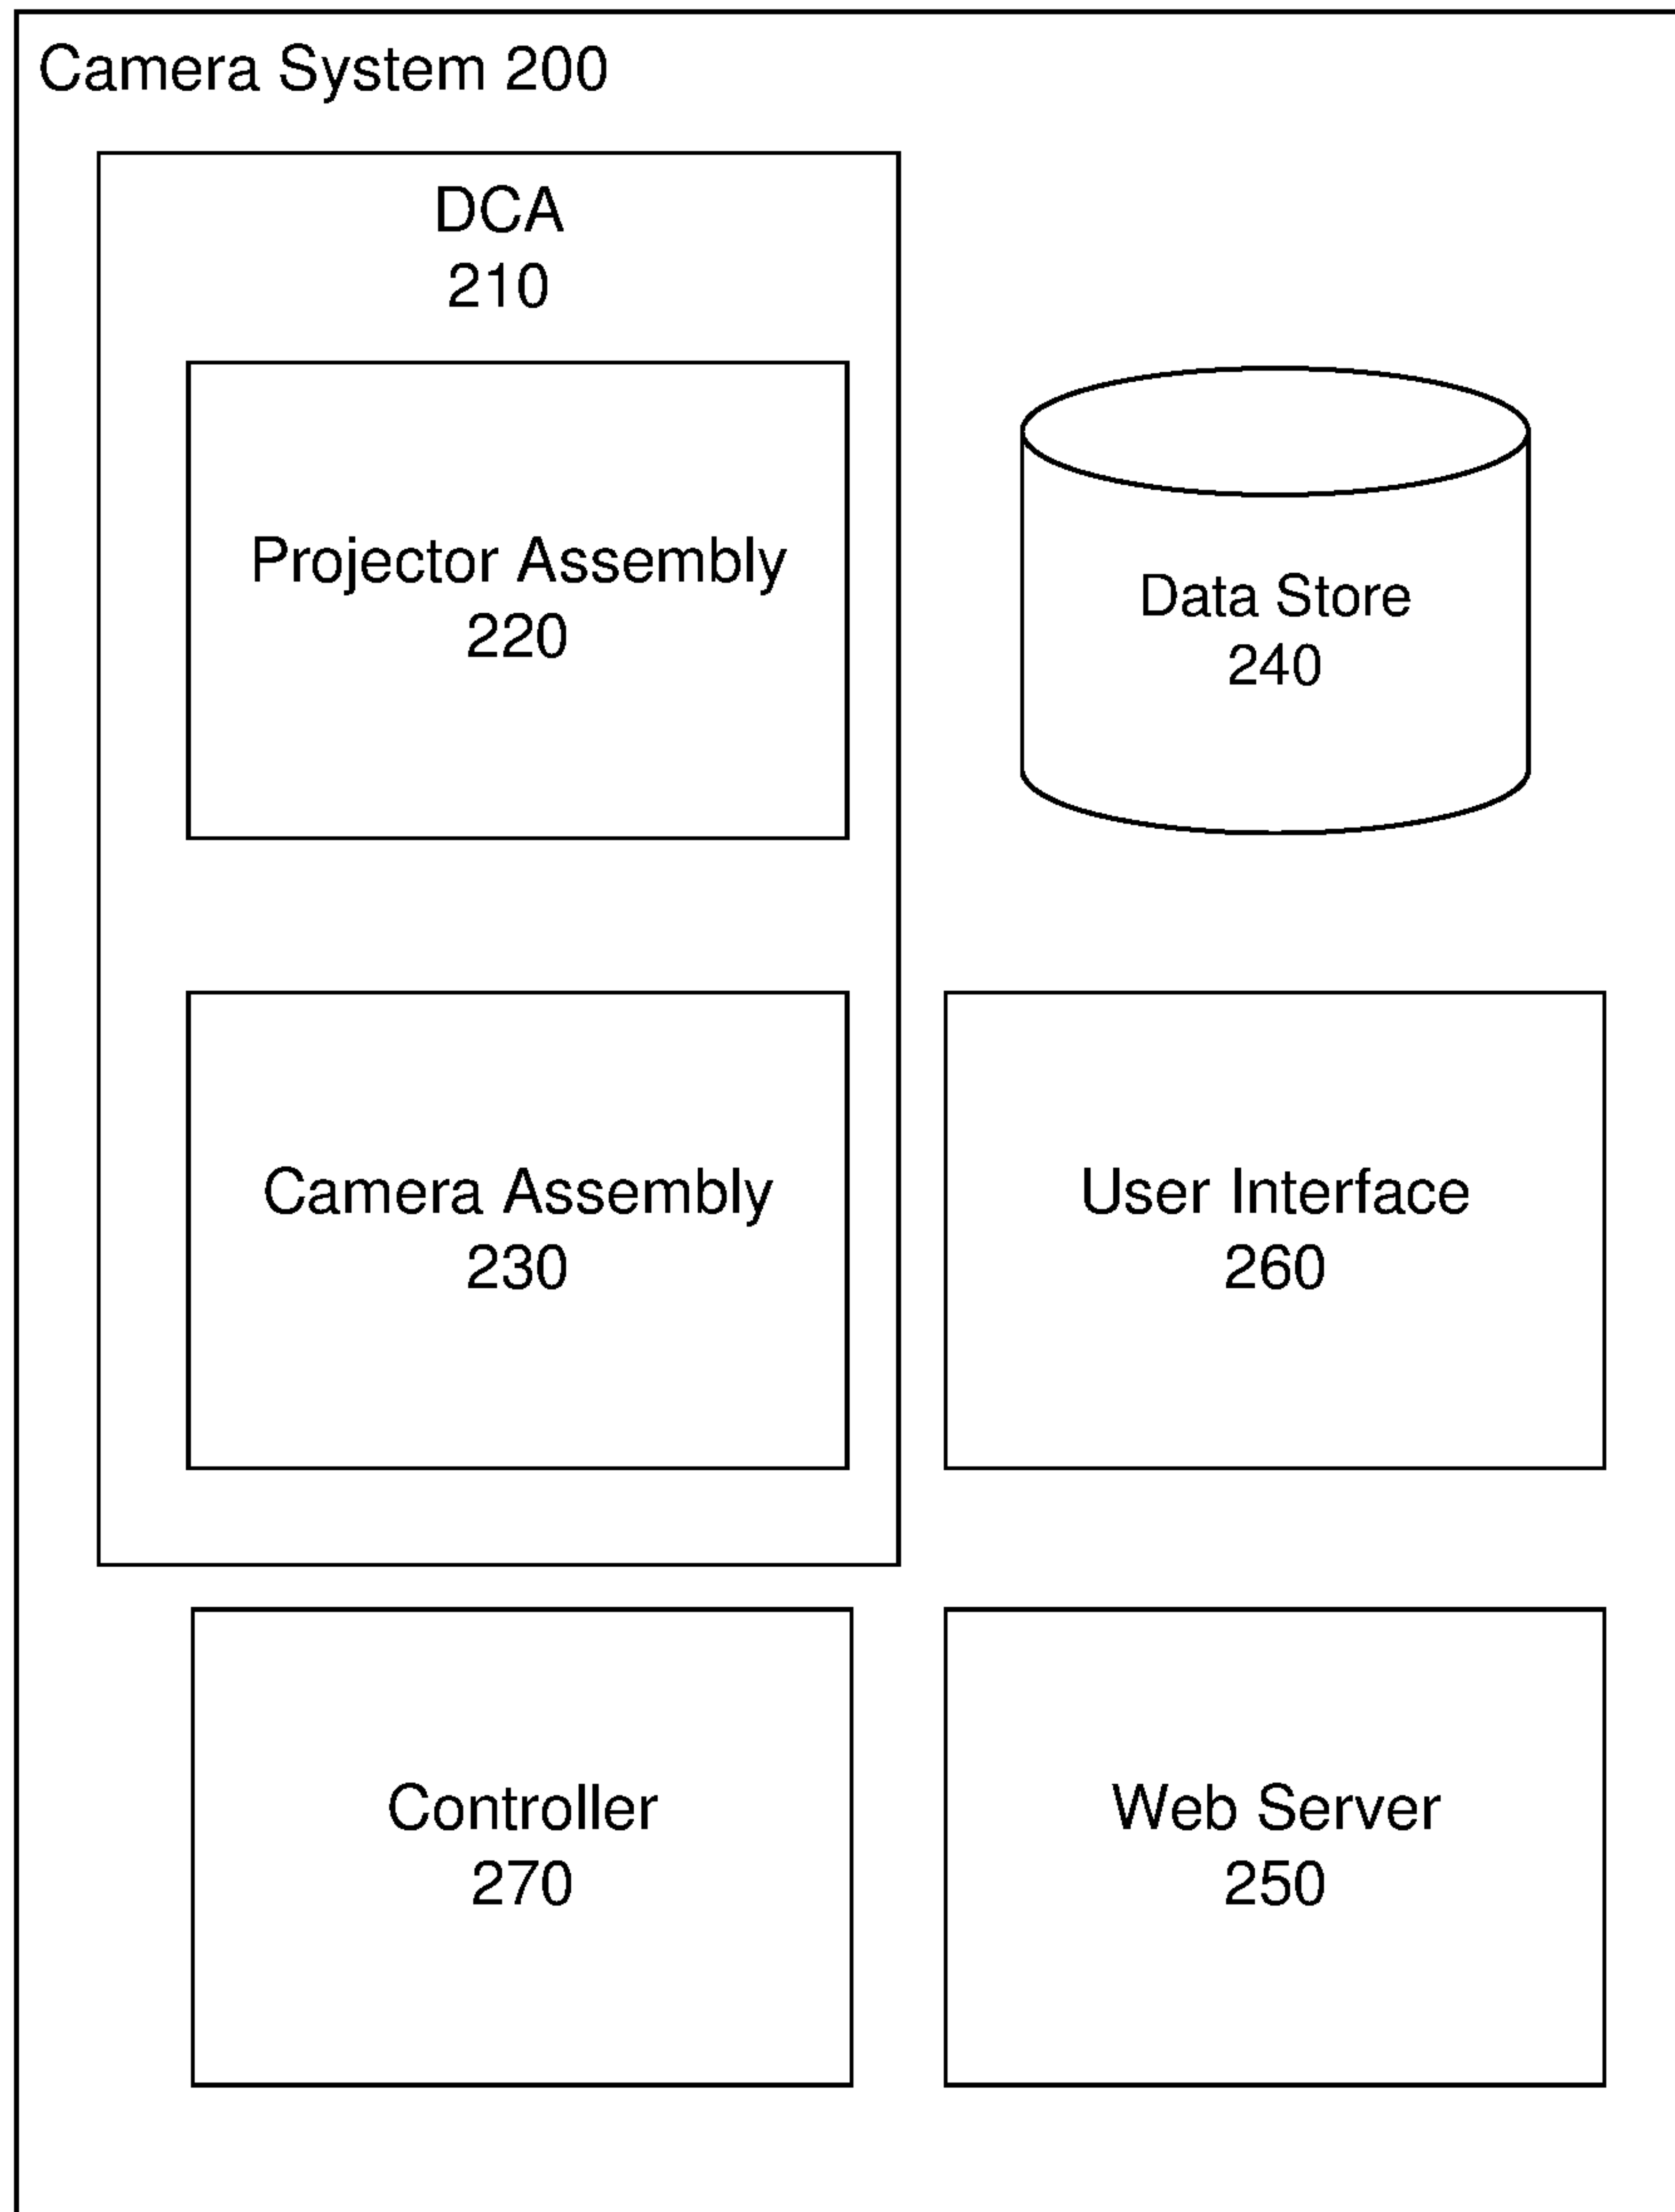 Camera System 200
DCA
210
Projector Assembly
220
Data Store
240
Camera Assembly
230
User Interface
260
Controller
270
Web Server
250